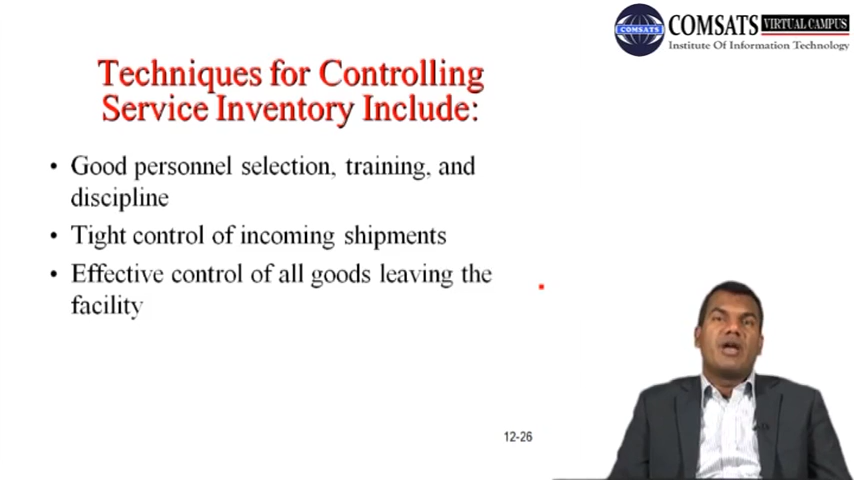 COMSATS VIRTUAL CAMPUS
COMSATS
Institute Of Information Technology
Techniques for Controlling
Service Inventory Include:
• Good personnel selection, training, and
discipline
• Tight control of incoming shipments
• Effective control of all goods leaving the
facility
12-26